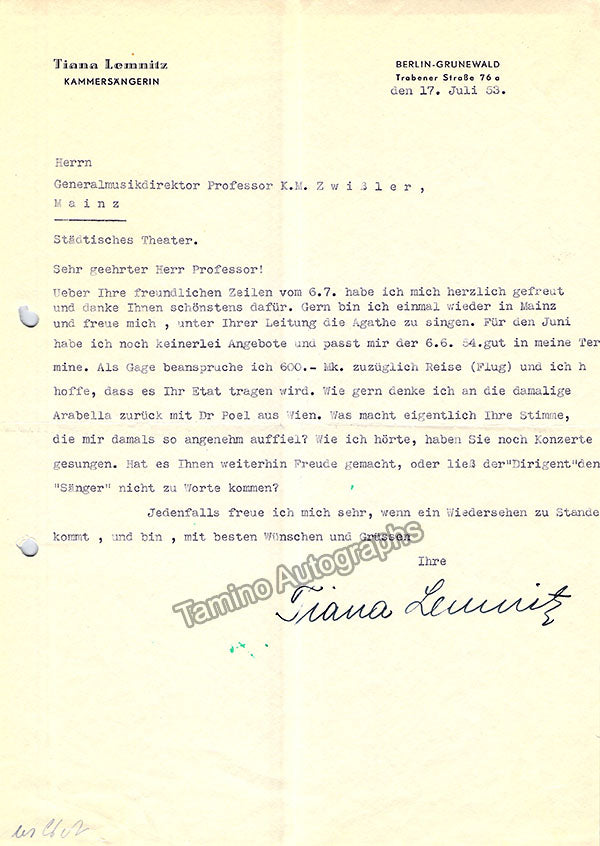 Tiana Lemnitz
KAMMERSÄNGERIN
BERLIN-GRUNEWALD
Trabener Straße 76 a
den 17. Juli 53.
Herrn
Generalmusikdirektor Professor K.M. Z w i ß l e r ,
M a i n z
Städtisches Theater.
Sehr geehrter Herr Professor!
Ueber Ihre freundlichen Zeilen vom 6.7. habe ich mich herzlich gefreut
und danke Ihnen schönstens dafür. Gern bin ich einmal wieder in Mainz
und freue mich , unter Ihrer Leitung die Agathe zu singen. Für den Juni
habe ich noch keinerlei Angebote und passt mir der 6.6. 54.gut in meine Ter
mine. Als Gage beanspruche ich 600.- Mk. zuzüglich Reise (Flug) und ich h
hoffe, dass es Ihr Etat tragen wird. Wie gern denke ich an die damalige
Arabella zurück mit Dr Poel aus Wien. Was macht eigentlich Ihre Stimme,
die mir damals so angenehm auffiel? Wie ich hörte, haben Sie noch Konzerte
gesungen. Hat es Ihnen weiterhin Freude gemacht, oder ließ der"Dirigent"den
"Sänger" nicht zu Worte kommen?
Jedenfalls freue ich mich sehr, wenn ein Wiedersehen zu Stande
kommt , und bin , mit besten Wünschen und Grüssen
Ihre
Tiana Lemnitz
Tamino Autographs